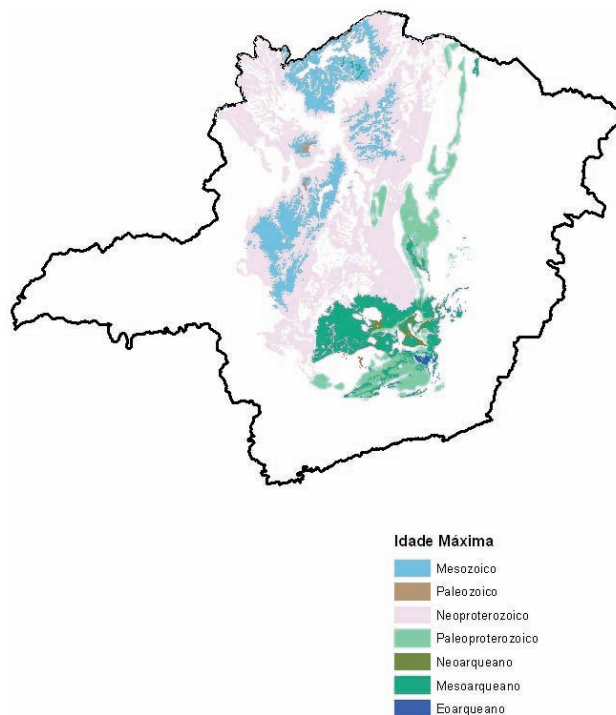 Idade Máxima
Mesozoico
Paleozoico
Neoproterozoico
Paleoproterozoico
Neoarqueano
Mesoarqueano
Eoarqueano